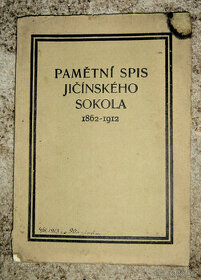 PAMĚTNÍ SPIS
JIČÍNSKÉHO
SOKOLA
1862-1912